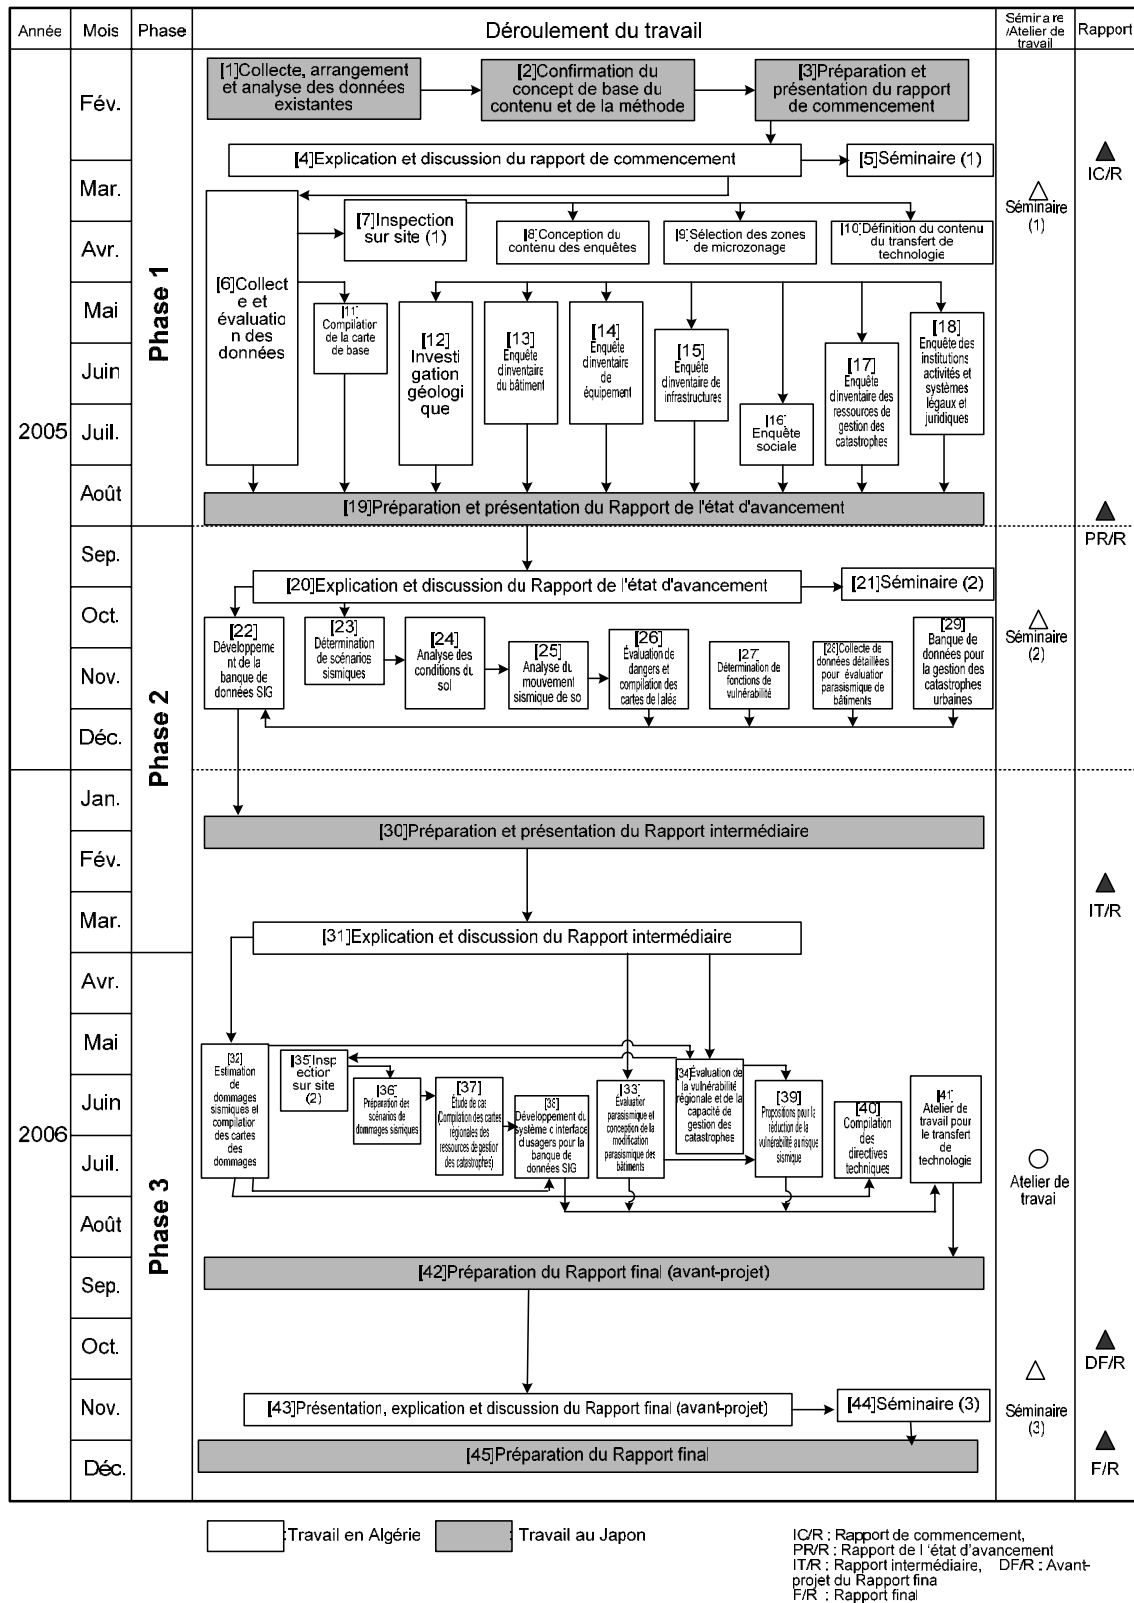 Année
Mois
Phase
Déroulement du travail
Séminare
/Atelier de
travail
Rapport
2005
2006
Fév.
Mar.
Avr.
Mai
Juin
Juil.
Août
Sep.
Oct.
Nov.
Déc.
Jan.
Fév.
Mar.
Avr.
Mai
Juin
Juil.
Août
Sep.
Oct.
Nov.
Déc.
Phase 1
Phase 2
Phase 3
[1]Collecte, arrangement
et analyse des données
existantes
[2]Confirmation du
concept de base du
contenu et de la méthode
[3]Préparation et
présentation du rapport
de commencement
[4]Explication et discussion du rapport de commencement
[5]Séminaire (1)
[6]Collect
e et
évaluatio
n des
données
[7]Inspection
sur site (1)
[8]Conception du
contenu des enquêtes
[9]Sélection des zones
de microzonage
[10]Définition du contenu
du transfert de
technologie
[11]
Compilation
de la carte
de base
[12]
Investi
gation
géolog
ique
[13]
Enquête
d'inventaire
du bâtiment
[14]
Enquête
d'inventaire
de
équipement
[15]
Enquête
d'inventaire de
infrastructures
[16]
Enquête
sociale
[17]
Enquête
d'inventaire des
ressources de
gestion des
catastrophes
[18]
Enquête des
institutions
activités et
systèmes
légaux et
juridiques
[19]Préparation et présentation du Rapport de l'état d'avancement
[20]Explication et discussion du Rapport de l'état d'avancement
[21]Séminaire (2)
[22]
Développeme
nt de la
banque de
données SIG
[23]
Détermination
de scénarios
sismiques
[24]
Analyse des
conditions du
sol
[25]
Analyse du
mouvement
sismique de so
[26]
Évaluation de
dangers et
compilation des
cartes de l'aléa
[27]
Détermination de
fonctions de
vulnérabilité
[28]Collecte de
données détaillées
pour évaluation
parasismique de
bâtiments
[29]
Banque de
données pour
la gestion des
catastrophes
urbaines
[30]Préparation et présentation du Rapport intermédiaire
[31]Explication et discussion du Rapport intermédiaire
[32]
Estimation
de
dommages
sismiques et
compilation
des cartes
des
dommages
[35]Insp
ection
sur site
(2)
[36]
Préparation des
scénarios de
dommages sismiques
[37]
Étude de cas
(Compilation des cartes
régionales des
ressources de gestion
des catastrophes)
[38]
Développement du
système d'interface
d'usagers pour la
banque de
données SIG
[33]
Évaluation
parasismique et
conception de la
modification
parasismique des
bâtiments
[34]Évaluation de
la vulnérabilité
régionale et de la
capacité de
gestion des
catastrophes
[39]
Propositions pour la
réduction de la
vulnérabilité au risque
sismique
[40]
Compilation
des
directives
techniques
[41]
Atelier de
travail pour
le transfert
de
technologie
[42]Préparation du Rapport final (avant-projet)
[43]Présentation, explication et discussion du Rapport final (avant-projet)
[44]Séminaire (3)
[45]Préparation du Rapport final
Séminaire
(1)
Séminaire
(2)
Atelier de
travai
Séminaire
(3)
IC/R
PR/R
IT/R
DF/R
F/R
:Travail en Algérie
: Travail au Japon
IC/R : Rapport de commencement,
PR/R : Rapport de l 'état d'avancement
IT/R : Rapport intermédiaire, DF/R : Avant-
projet du Rapport fina
F/R : Rapport final